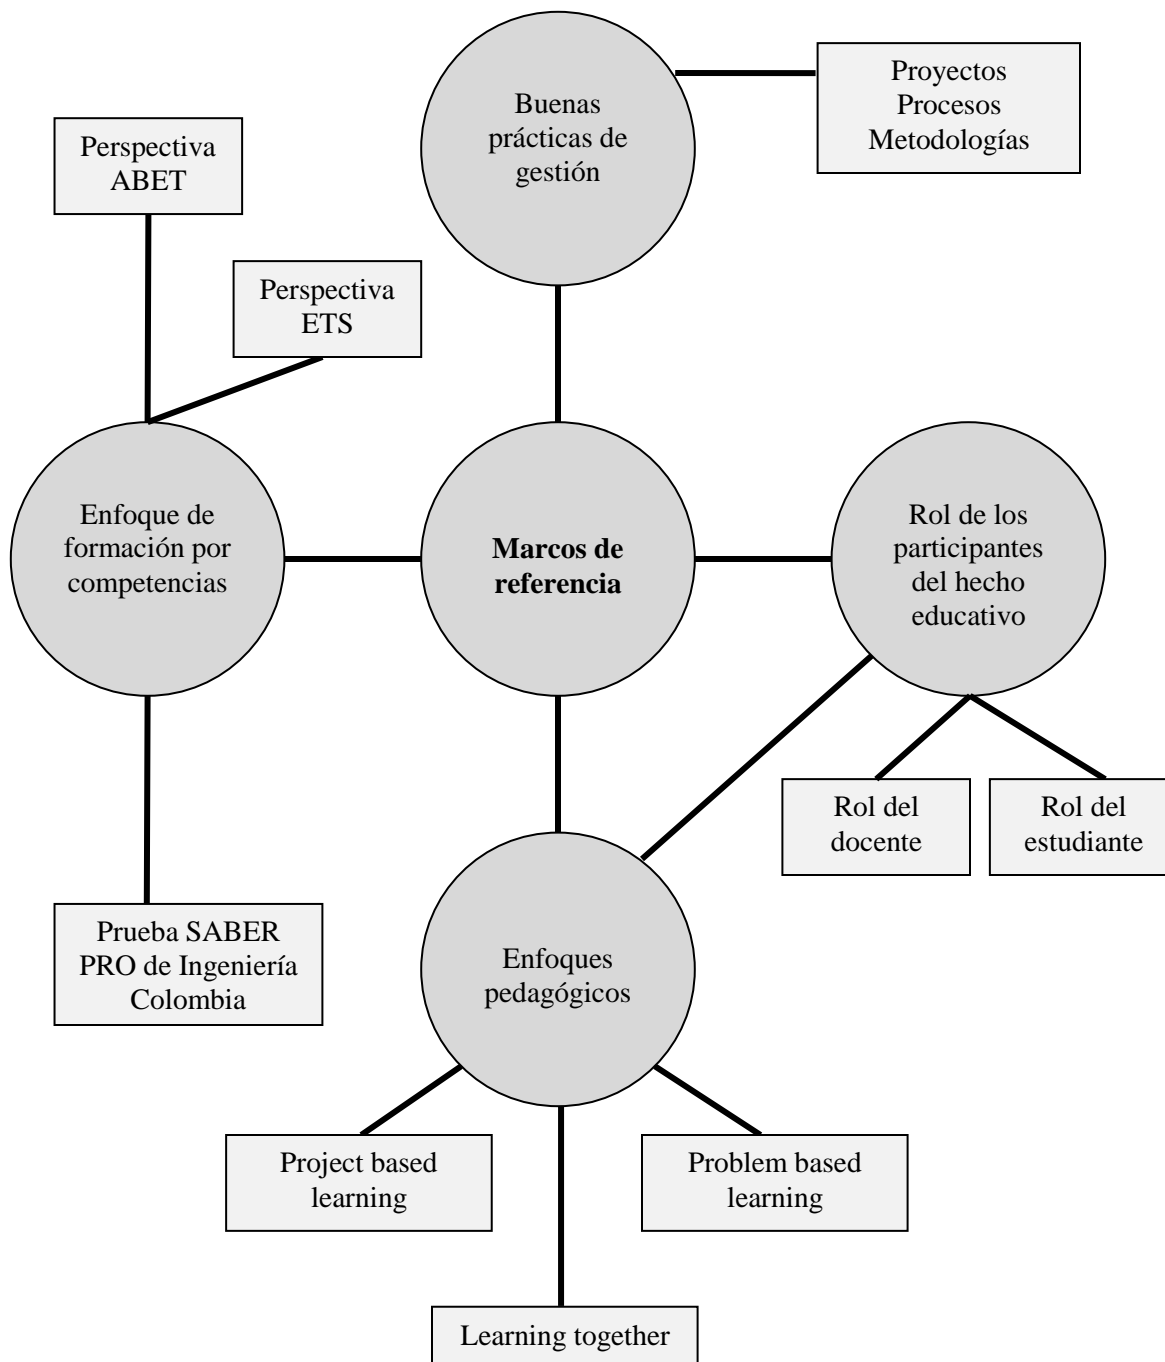 Proyectos
Procesos
Metodologías
Buenas
prácticas de
gestión
Perspectiva
ABET
Perspectiva
ETS
Enfoque de
formación por
competencias
Marcos de
referencia
Rol de los
participantes
del hecho
educativo
Rol del
docente
Rol del
estudiante
Prueba SABER
PRO de Ingeniería
Colombia
Enfoques
pedagógicos
Project based
learning
Problem based
learning
Learning together